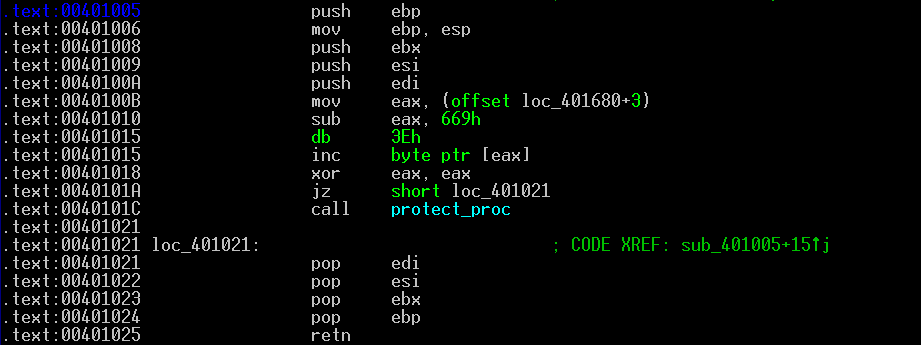 .text:00401005 push ebp
.text:00401006 mov ebp, esp
.text:00401008 push ebx
.text:00401009 push esi
.text:0040100A push edi
.text:0040100B mov eax, (offset loc_401680+3)
.text:00401010 sub eax, 669h
.text:00401015 db 3Eh
.text:00401015 inc byte ptr [eax]
.text:00401018 xor eax, eax
.text:0040101A jz short loc_401021
.text:0040101C call protect_proc
.text:00401021
.text:00401021 loc_401021: ; CODE XREF: sub_401005+15↑j
.text:00401021 pop edi
.text:00401022 pop esi
.text:00401023 pop ebx
.text:00401024 pop ebp
.text:00401025 retn